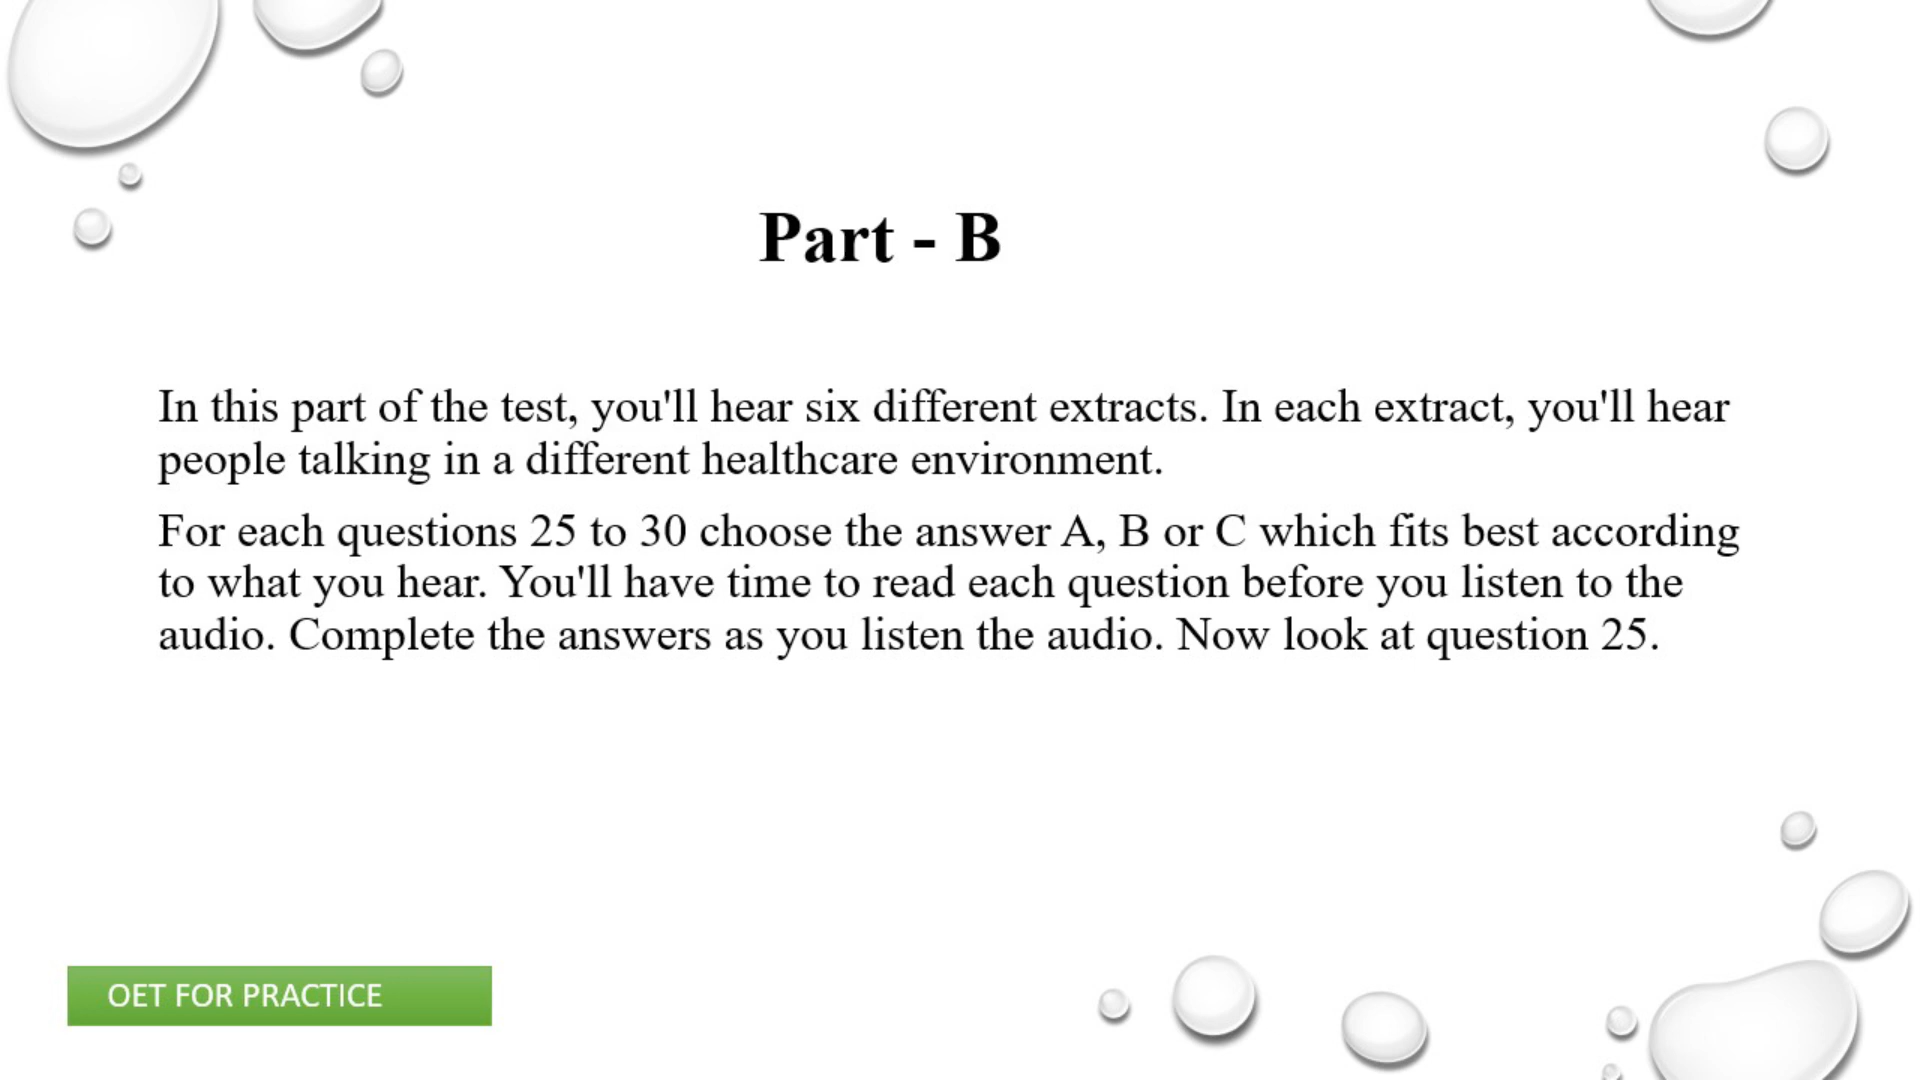 Part - B
In this part of the test, you'll hear six different extracts. In each extract, you'll hear
people talking in a different healthcare environment.
For each questions 25 to 30 choose the answer A, B or C which fits best according
to what you hear. You'll have time to read each question before you listen to the
audio. Complete the answers as you listen the audio. Now look at question 25.
OET FOR PRACTICE